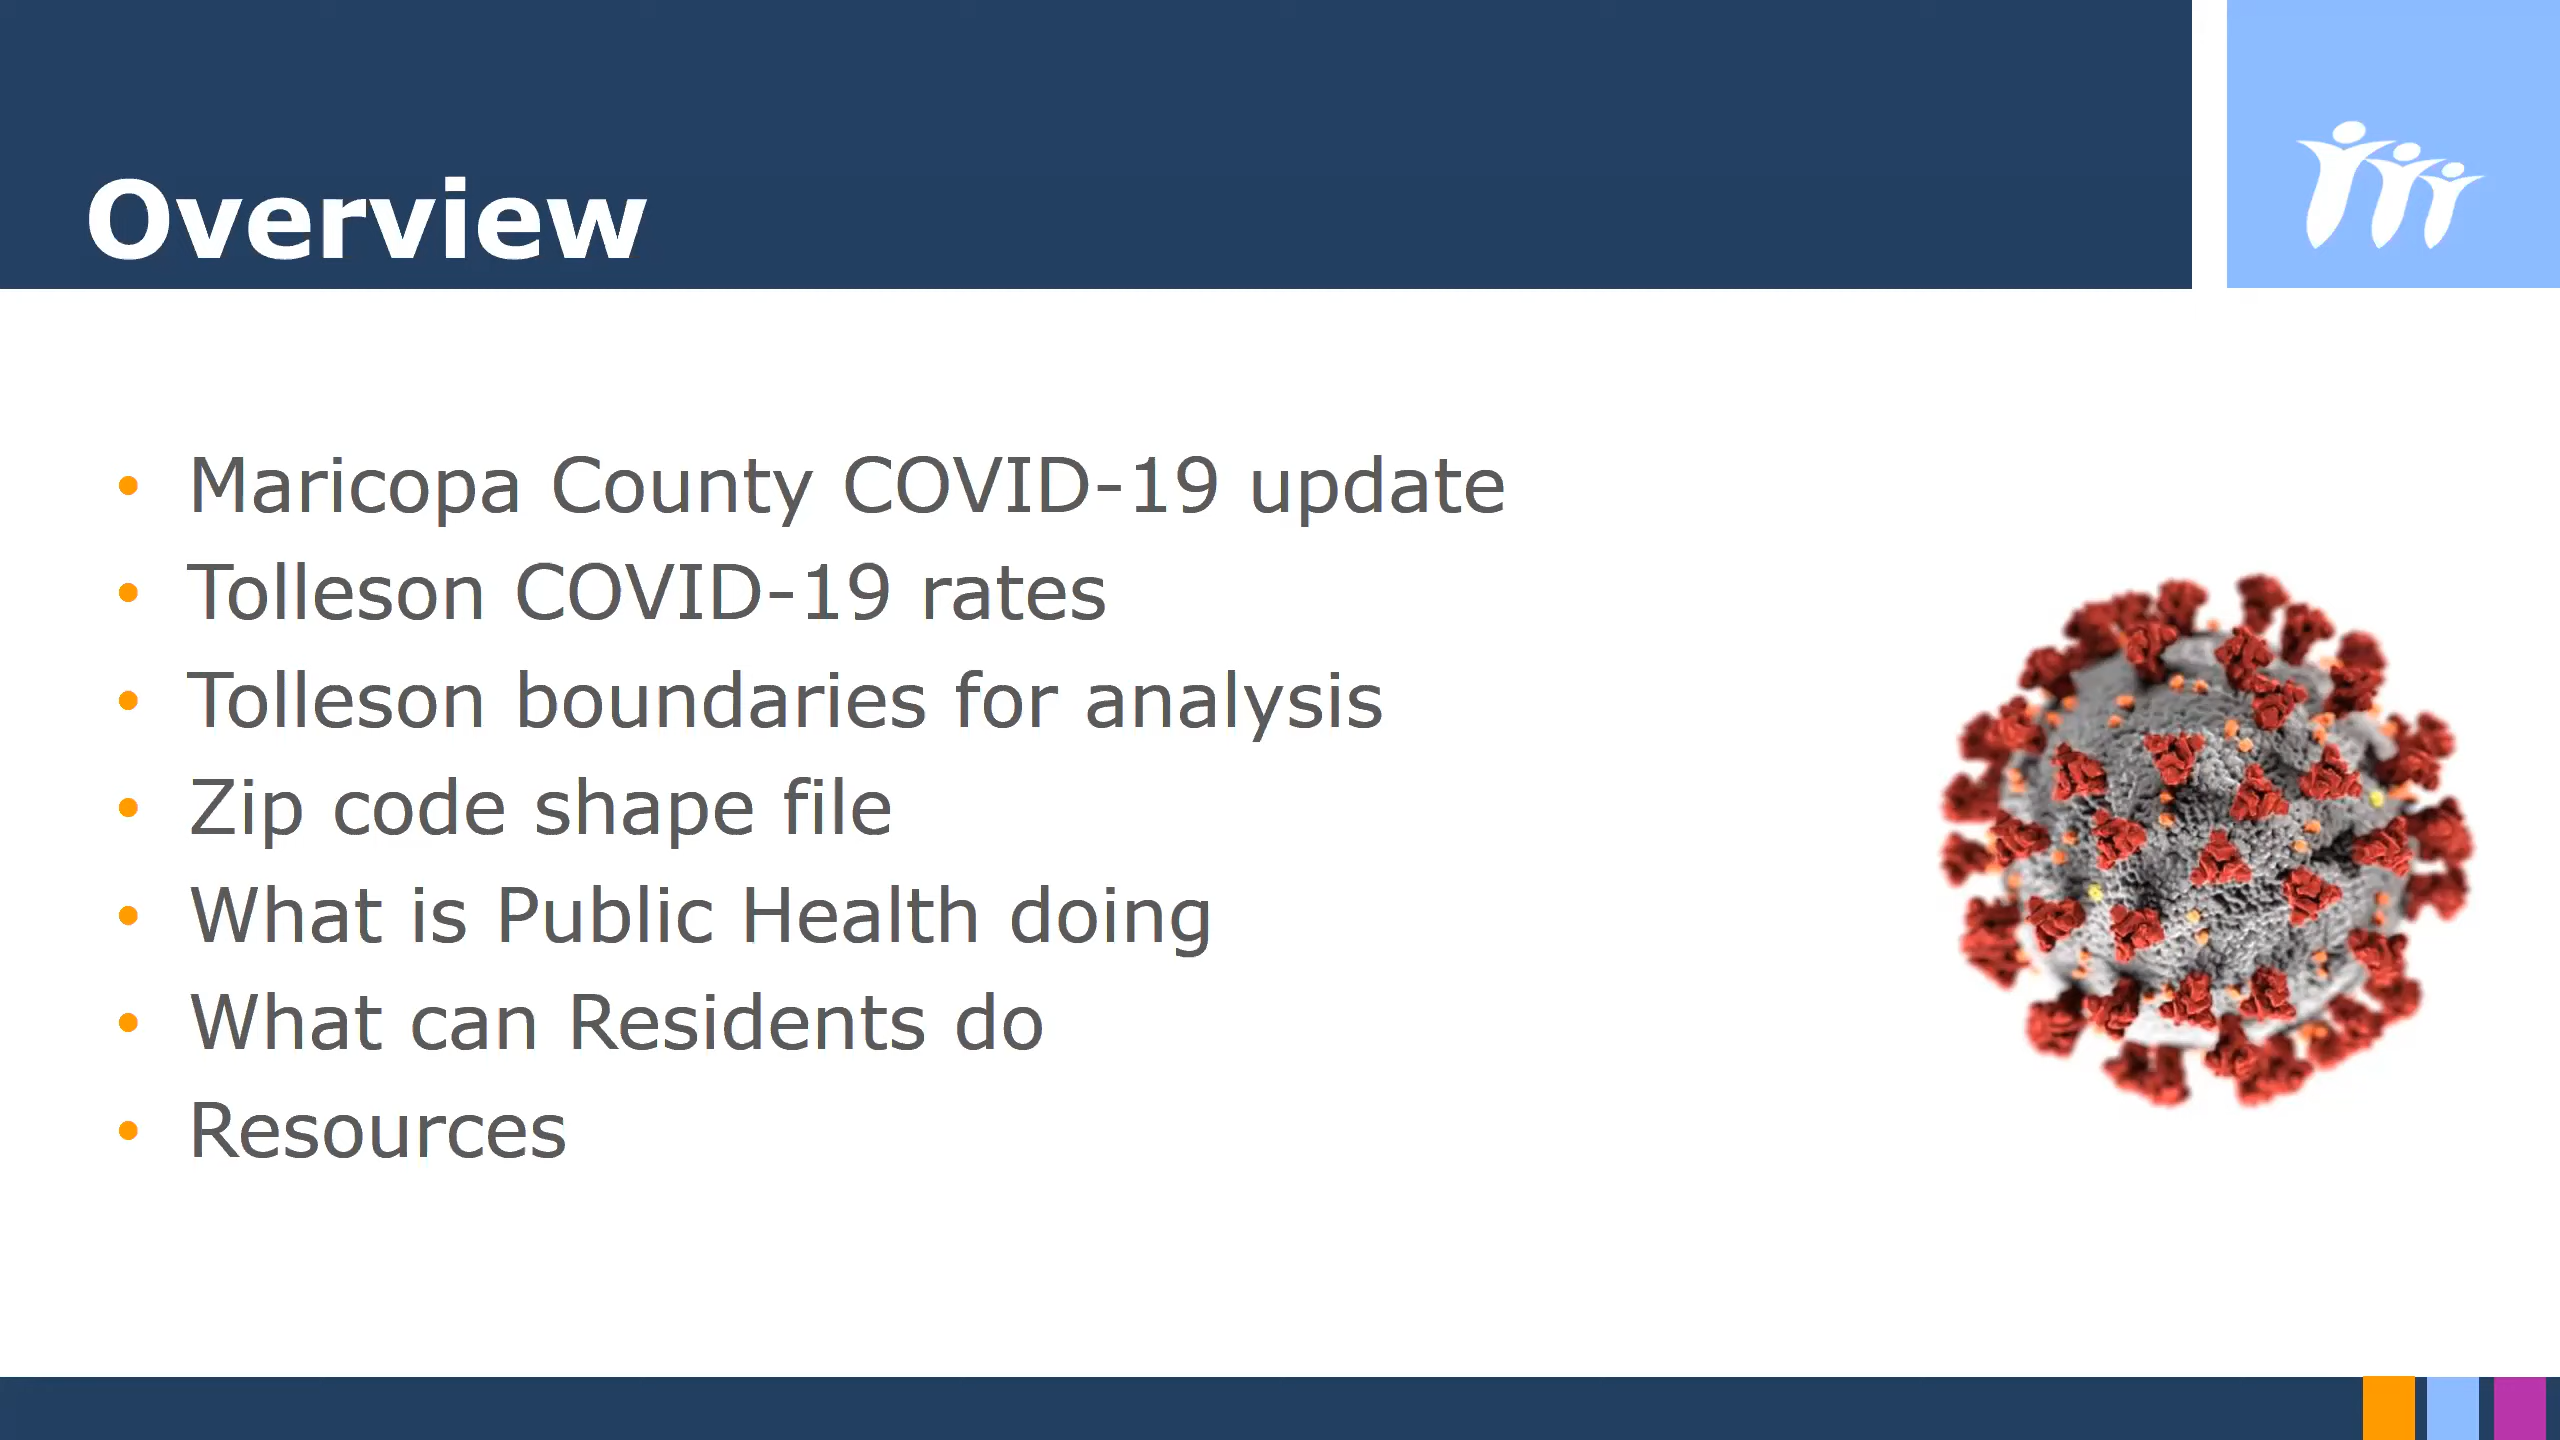 Overview
• Maricopa County COVID-19 update
• Tolleson COVID-19 rates
• Tolleson boundaries for analysis
• Zip code shape file
• What is Public Health doing
• What can Residents do
• Resources